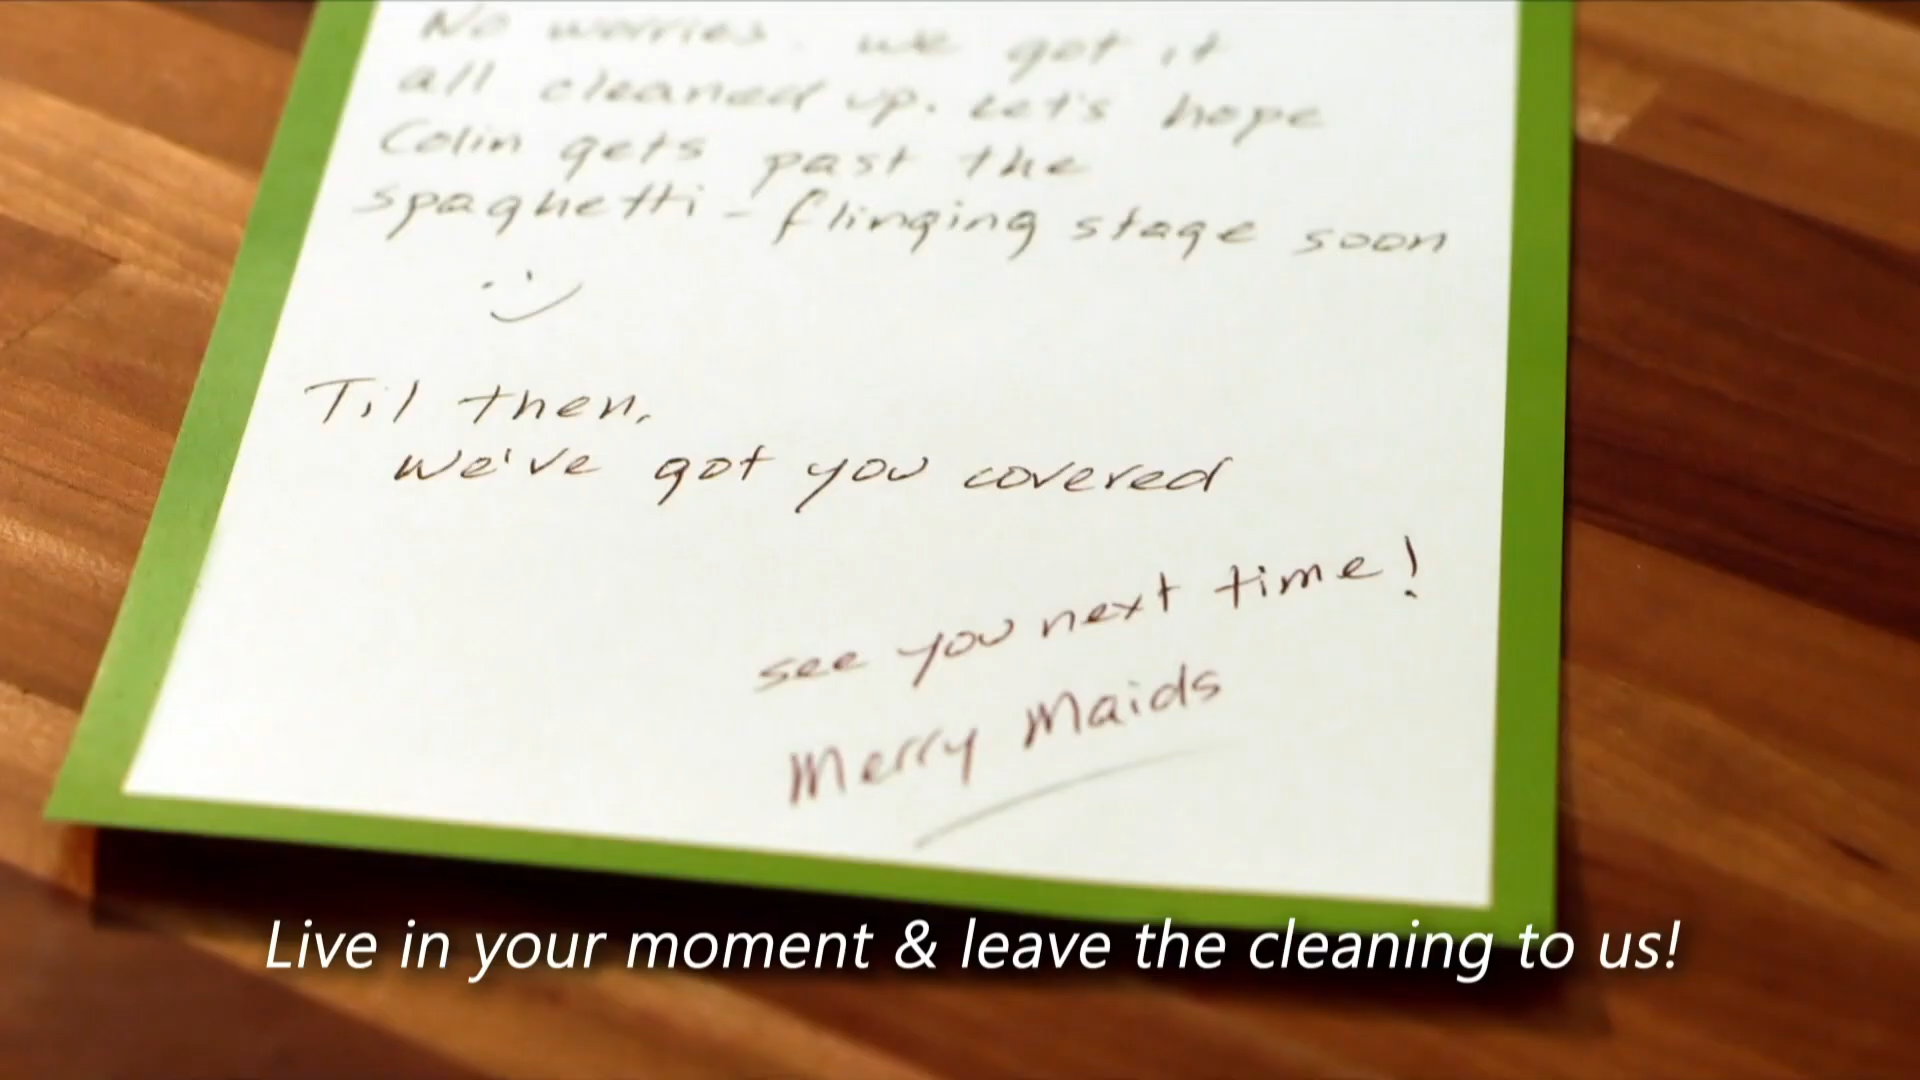 No worries. we got it
all cleaned up. Let's hope
Colin gets past the
spaghetti-flinging stage soon
Til then,
we've got you covered
see you next time!
Merry Maids
Live in your moment & leave the cleaning to us!